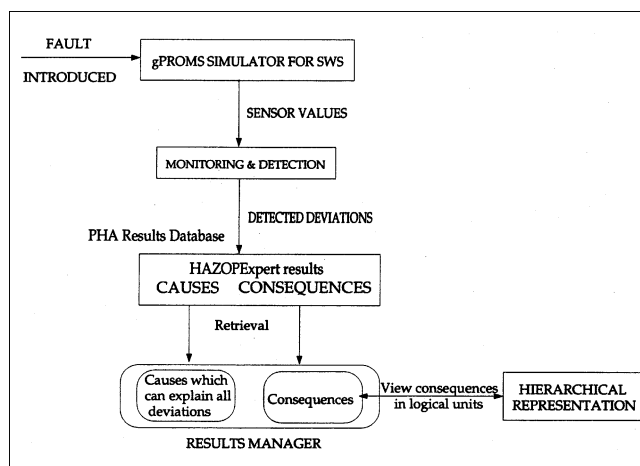 FAULT
INTRODUCED
gPROMS SIMULATOR FOR SWS
SENSOR VALUES
MONITORING & DETECTION
DETECTED DEVIATIONS
PHA Results Database
HAZOPExpert results
CAUSES CONSEQUENCES
Retrieval
Causes which
can explain all
deviations
Consequences
View consequences
in logical units
HIERARCHICAL
REPRESENTATION
RESULTS MANAGER